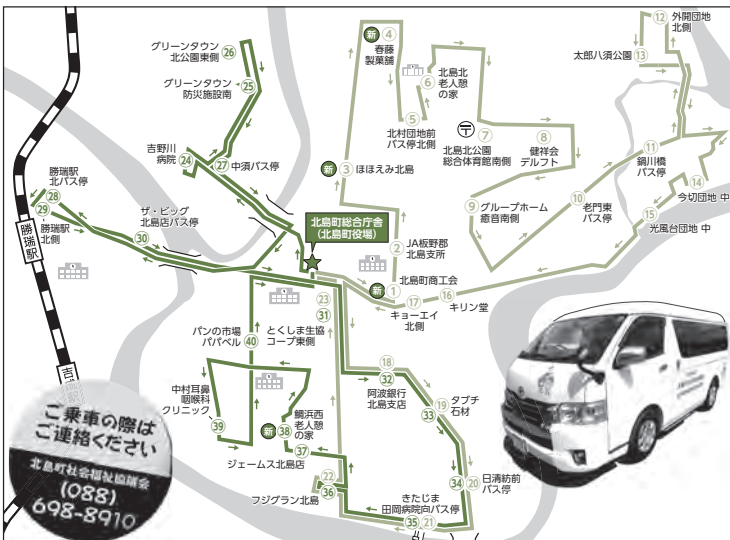 グリーンタウン
北公園東側
26
グリーンタウン
防災施設南
25
吉野川
病院
24
27
中須バス停
勝瑞駅
北バス停
28
29
勝瑞駅
北側
勝瑞駅
ザ・ビッグ
北島店バス停
30
北島町総合庁舎
(北島町役場)
新
4
春藤
製菓舗
5
北村団地前
バス停北側
6
北島北
老人憩
の家
〒
7
北島北公園
総合体育館南側
8
健祥会
デルフト
新
3
ほほえみ北島
9
グループホーム
癒音南側
10
老門東
バス停
11
鍋川橋
バス停
12
外開団地
北側
太郎八須公園
13
14
今切団地 中
15
光風台団地 中
2
JA板野郡
北島支所
新
1
北島町商工会
17
キョーエイ
北側
16
キリン堂
23
31
とくしま生協
コープ東側
パンの市場
パパベル
40
18
32
阿波銀行
北島支店
19
タブチ
石材
33
中村耳鼻
咽喉科
クリニック
39
新
38
鯛浜西
老人憩
の家
37
ジェームス北島店
34
20
日清紡前
バス停
22
36
フジグラン北島
きたじま
田岡病院向バス停
35
21
ご乗車の際は
ご連絡ください
北島町社会福祉協議会
(088)
698-8910